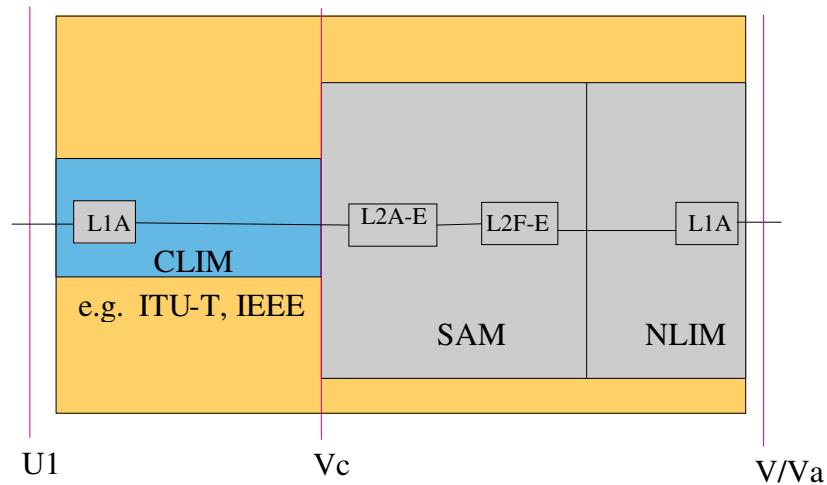 L1A
L2A-E
L2F-E
L1A
CLIM
e.g. ITU-T, IEEE
SAM
NLIM
U1
Vc
V/Va